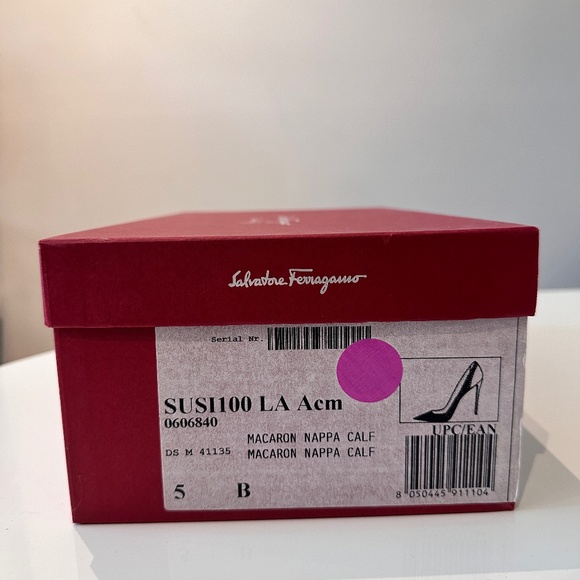 Salvatore Ferragamo
Serial Nr.
SUSI100 LA Acm
0606840
UPC/EAN
MACARON NAPPA CALF
DS M 41135 MACARON NAPPA CALF
5 B
8 050445 911104